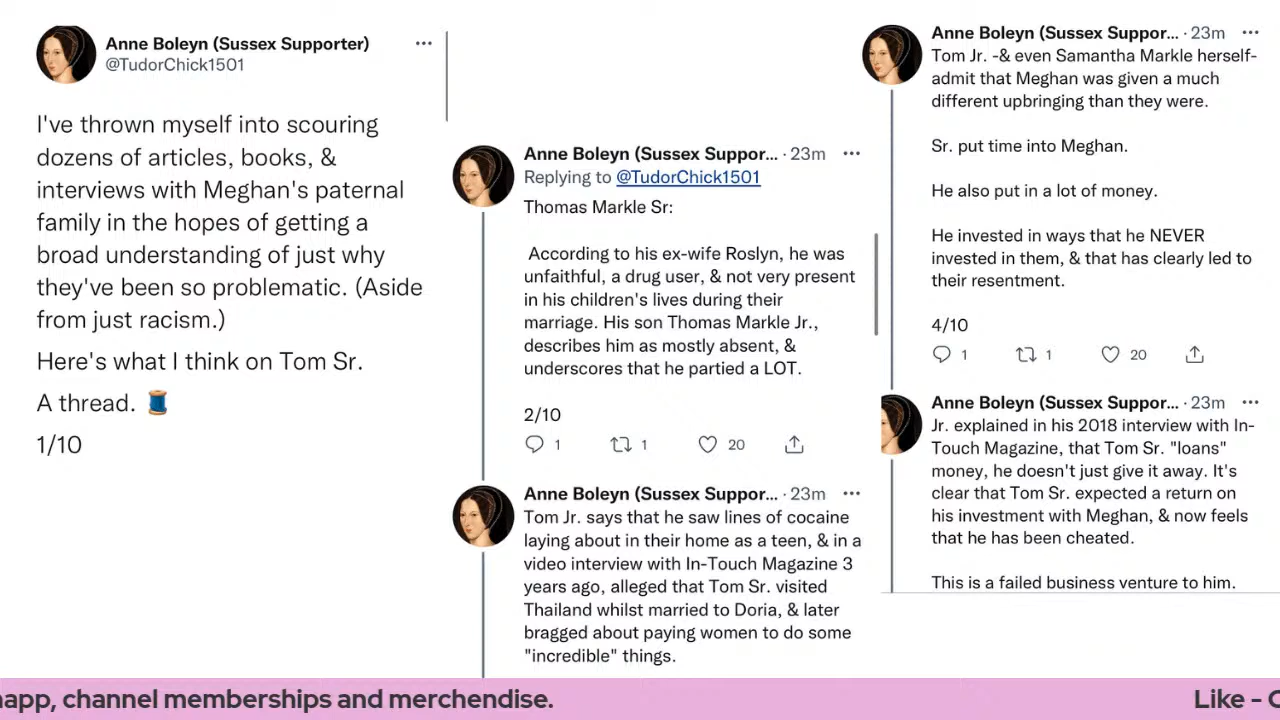 Anne Boleyn (Sussex Supporter)
@TudorChick1501
I've thrown myself into scouring
dozens of articles, books, &
interviews with Meghan's paternal
family in the hopes of getting a
broad understanding of just why
they've been so problematic. (Aside
from just racism.)
Here's what I think on Tom Sr.
A thread. 🧵
1/10
Anne Boleyn (Sussex Suppor... · 23m
Replying to @TudorChick1501
Thomas Markle Sr:
According to his ex-wife Roslyn, he was
unfaithful, a drug user, & not very present
in his children's lives during their
marriage. His son Thomas Markle Jr.,
describes him as mostly absent, &
underscores that he partied a LOT.
2/10
1 1 20
Anne Boleyn (Sussex Suppor... · 23m
Tom Jr. says that he saw lines of cocaine
laying about in their home as a teen, & in a
video interview with In-Touch Magazine 3
years ago, alleged that Tom Sr. visited
Thailand whilst married to Doria, & later
bragged about paying women to do some
"incredible" things.
Anne Boleyn (Sussex Suppor... · 23m
Tom Jr. -& even Samantha Markle herself-
admit that Meghan was given a much
different upbringing than they were.
Sr. put time into Meghan.
He also put in a lot of money.
He invested in ways that he NEVER
invested in them, & that has clearly led to
their resentment.
4/10
1 1 20
Anne Boleyn (Sussex Suppor... · 23m
Jr. explained in his 2018 interview with In-
Touch Magazine, that Tom Sr. "loans"
money, he doesn't just give it away. It's
clear that Tom Sr. expected a return on
his investment with Meghan, & now feels
that he has been cheated.
This is a failed business venture to him.
app, channel memberships and merchendise.
Like -